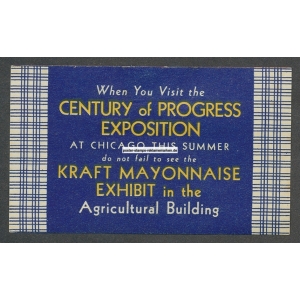 When You Visit the
CENTURY of PROGRESS
EXPOSITION
AT CHICAGO THIS SUMMER
do not fail to see the
KRAFT MAYONNAISE
EXHIBIT in the
Agricultural Building